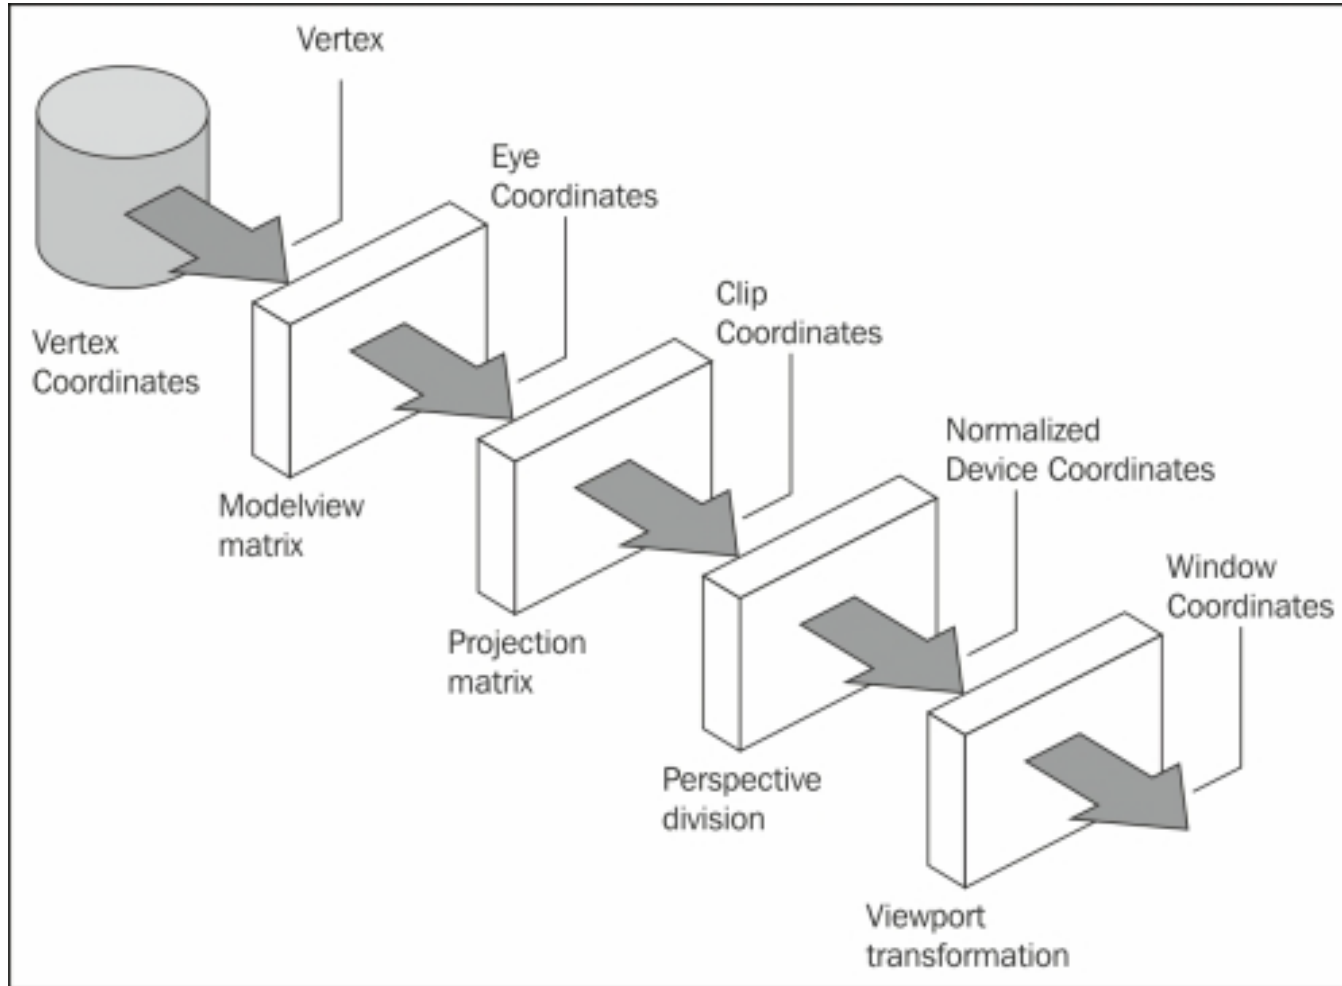 Vertex
Eye
Coordinates
Clip
Coordinates
Vertex
Coordinates
Normalized
Device Coordinates
Modelview
matrix
Window
Coordinates
Projection
matrix
Perspective
division
Viewport
transformation